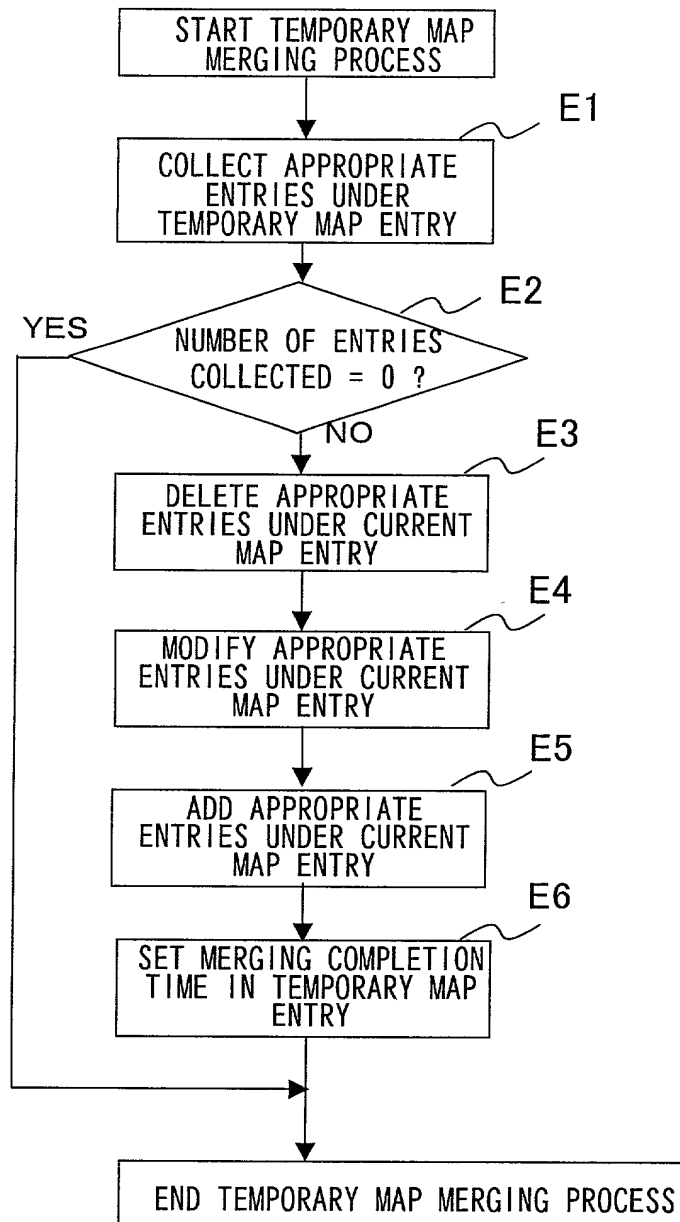 START TEMPORARY MAP
MERGING PROCESS
E1
COLLECT APPROPRIATE
ENTRIES UNDER
TEMPORARY MAP ENTRY
E2
YES
NUMBER OF ENTRIES
COLLECTED = 0 ?
NO
E3
DELETE APPROPRIATE
ENTRIES UNDER CURRENT
MAP ENTRY
E4
MODIFY APPROPRIATE
ENTRIES UNDER CURRENT
MAP ENTRY
E5
ADD APPROPRIATE
ENTRIES UNDER CURRENT
MAP ENTRY
E6
SET MERGING COMPLETION
TIME IN TEMPORARY MAP
ENTRY
END TEMPORARY MAP MERGING PROCESS